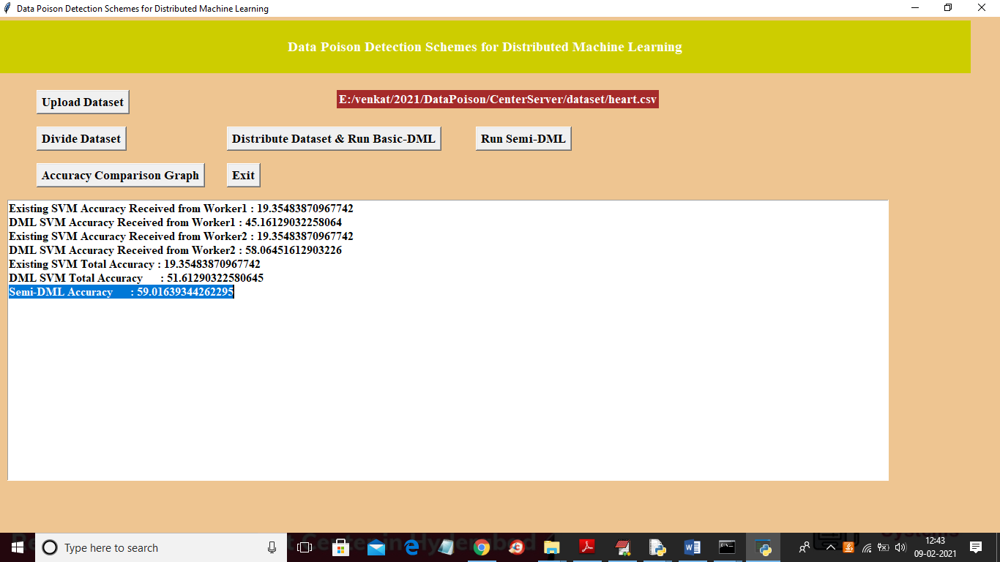 Data Poison Detection Schemes for Distributed Machine Learning
Data Poison Detection Schemes for Distributed Machine Learning
Upload Dataset
E:/venkat/2021/DataPoison/CenterServer/dataset/heart.csv
Divide Dataset
Distribute Dataset & Run Basic-DML
Run Semi-DML
Accuracy Comparison Graph
Exit
Existing SVM Accuracy Received from Worker1 : 19.35483870967742
DML SVM Accuracy Received from Worker1 : 45.16129032258064
Existing SVM Accuracy Received from Worker2 : 19.35483870967742
DML SVM Accuracy Received from Worker2 : 58.06451612903226
Existing SVM Total Accuracy : 19.35483870967742
DML SVM Total Accuracy : 51.61290322580645
Semi-DML Accuracy : 59.01639344262295
Type here to search
12:43
09-02-2021